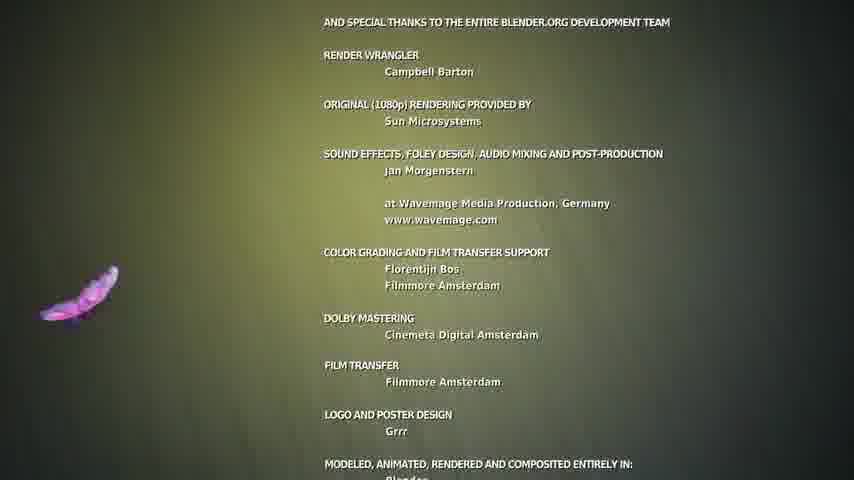 AND SPECIAL THANKS TO THE ENTIRE BLENDER.ORG DEVELOPMENT TEAM
RENDER WRANGLER
Campbell Barton
ORIGINAL (1080p) RENDERING PROVIDED BY
Sun Microsystems
SOUND EFFECTS, FOLEY DESIGN, AUDIO MIXING AND POST-PRODUCTION
Jan Morgenstern
at Wavemage Media Production, Germany
www.wavemage.com
COLOR GRADING AND FILM TRANSFER SUPPORT
Florentijn Bos
Filmmore Amsterdam
DOLBY MASTERING
Cinemeta Digital Amsterdam
FILM TRANSFER
Filmmore Amsterdam
LOGO AND POSTER DESIGN
Grrr
MODELED, ANIMATED, RENDERED AND COMPOSITED ENTIRELY IN:
Blender